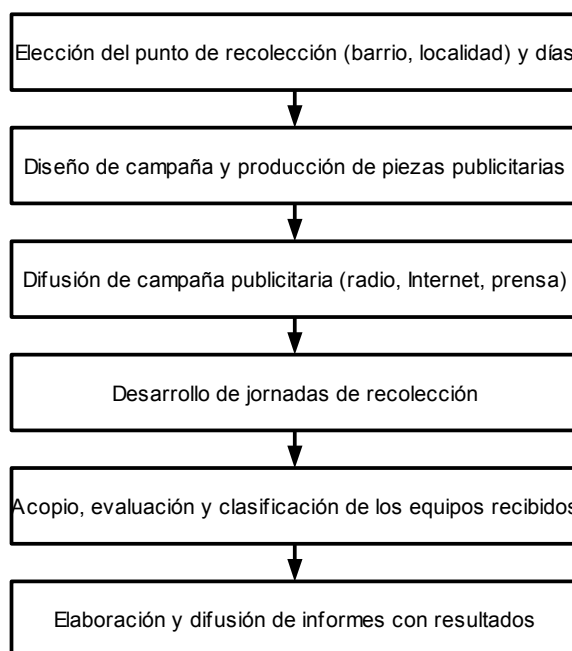 Elección del punto de recolección (barrio, localidad) y días
Diseño de campaña y producción de piezas publicitarias
Difusión de campaña publicitaria (radio, Internet, prensa)
Desarrollo de jornadas de recolección
Acopio, evaluación y clasificación de los equipos recibidos
Elaboración y difusión de informes con resultados